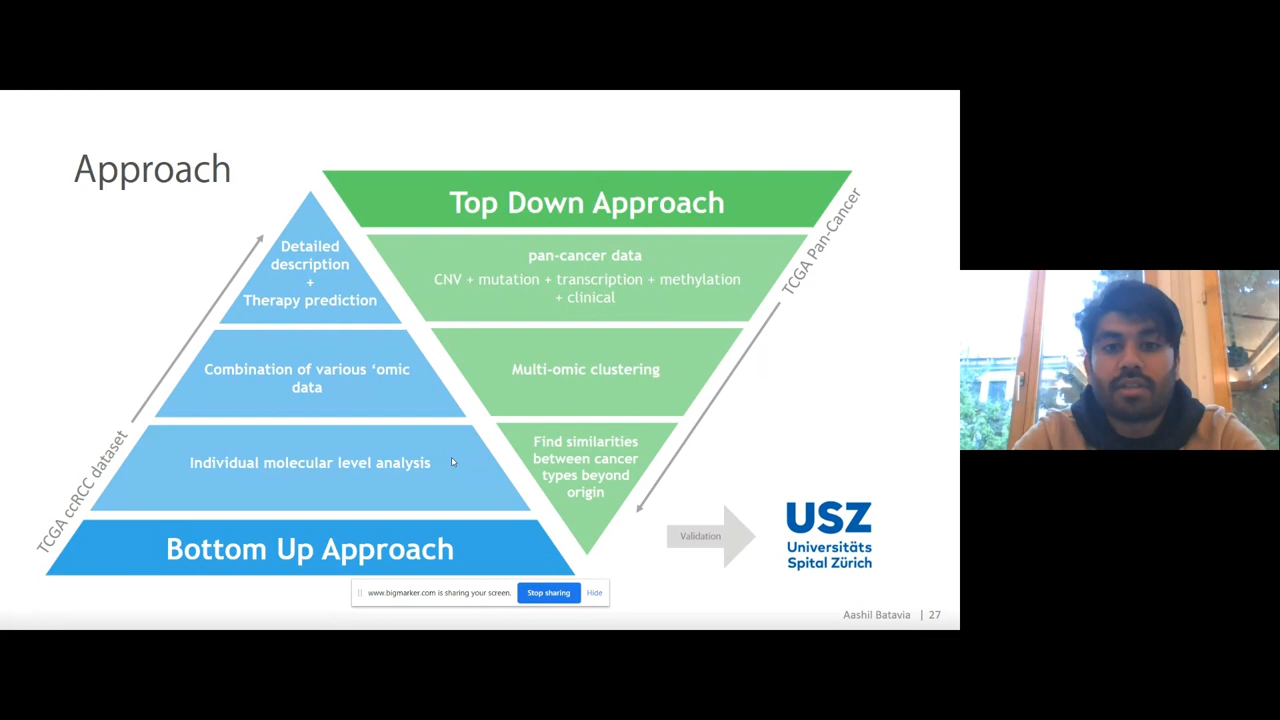 Approach
Top Down Approach
pan-cancer data
CNV + mutation + transcription + methylation
+ clinical
Multi-omic clustering
Find similarities
between cancer
types beyond
origin
TCGA Pan-Cancer
Detailed
description
+
Therapy prediction
Combination of various ‘omic
data
Individual molecular level analysis
Bottom Up Approach
TCGA ccRCC dataset
Validation
USZ
Universitäts
Spital Zürich
www.bigmarker.com is sharing your screen.
Stop sharing
Hide
Aashil Batavia | 27